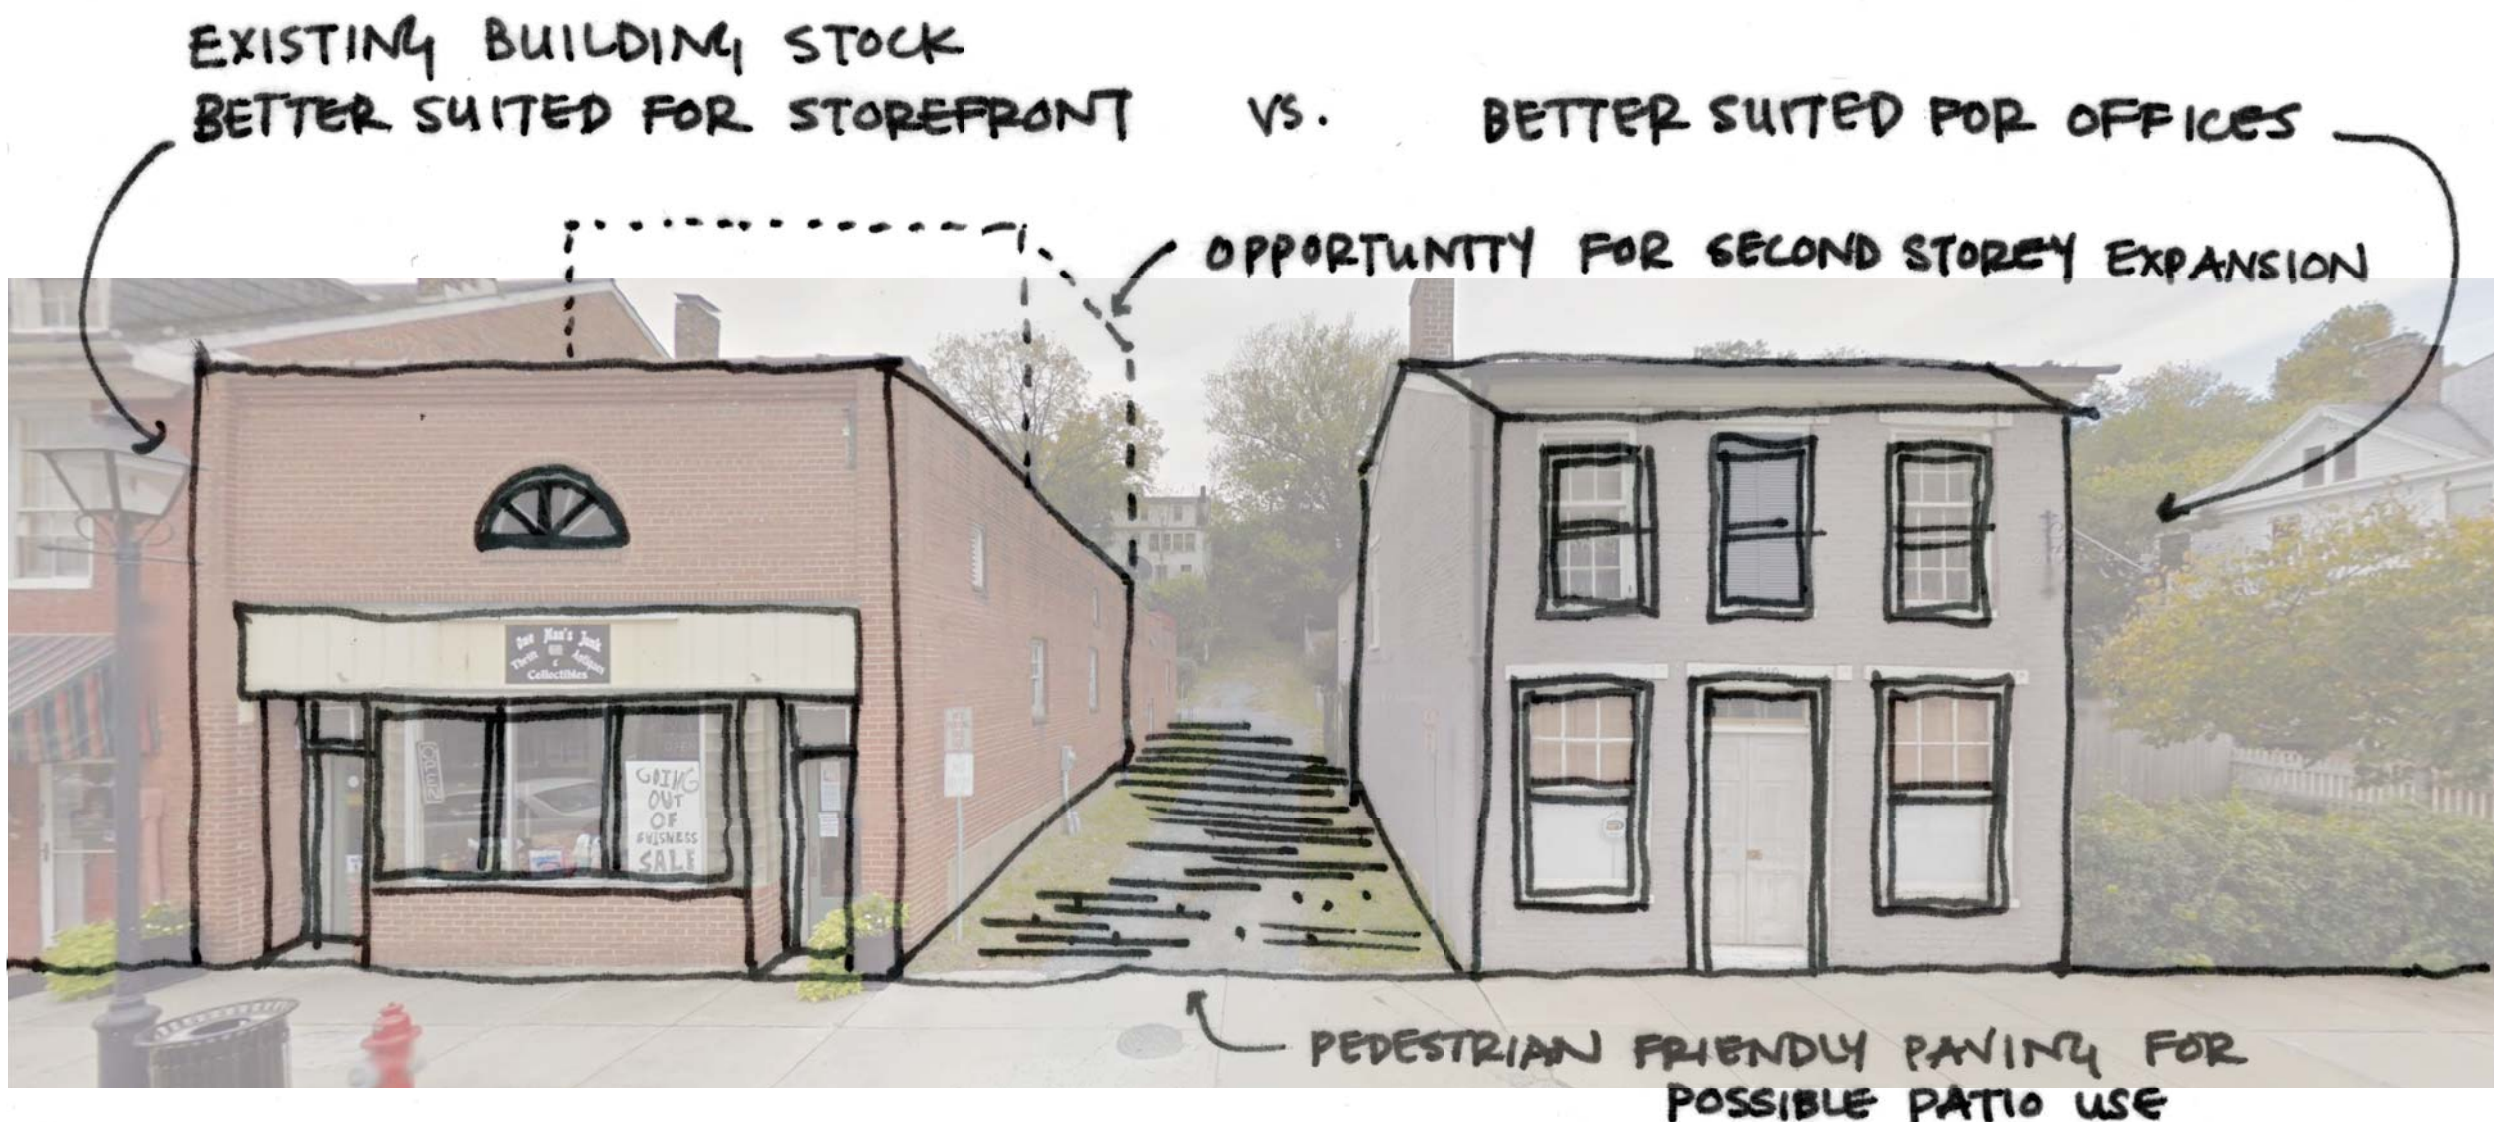 EXISTING BUILDING STOCK
BETTER SUITED FOR STOREFRONT VS. BETTER SUITED FOR OFFICES
OPPORTUNITY FOR SECOND STOREY EXPANSION
One Man's Junk
Thrift Antiques
&
Collectibles
OPEN
GOING
OUT
OF
BUISNESS
SALE
PEDESTRIAN FRIENDLY PAVING FOR
POSSIBLE PATIO USE